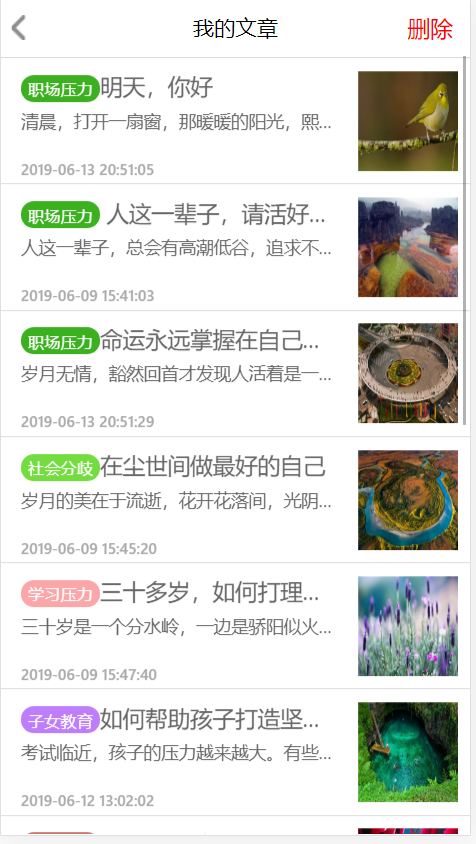 我的文章 删除
职场压力 明天，你好
清晨，打开一扇窗，那暖暖的阳光，熙...
2019-06-13 20:51:05
职场压力 人这一辈子，请活好...
人这一辈子，总会有高潮低谷，追求不...
2019-06-09 15:41:03
职场压力 命运永远掌握在自己...
岁月无情，豁然回首才发现人活着是一...
2019-06-13 20:51:29
社会分歧 在尘世间做最好的自己
岁月的美在于流逝，花开花落间，光阴...
2019-06-09 15:45:20
学习压力 三十多岁，如何打理...
三十岁是一个分水岭，一边是骄阳似火...
2019-06-09 15:47:40
子女教育 如何帮助孩子打造坚...
考试临近，孩子的压力越来越大。有些...
2019-06-12 13:02:02